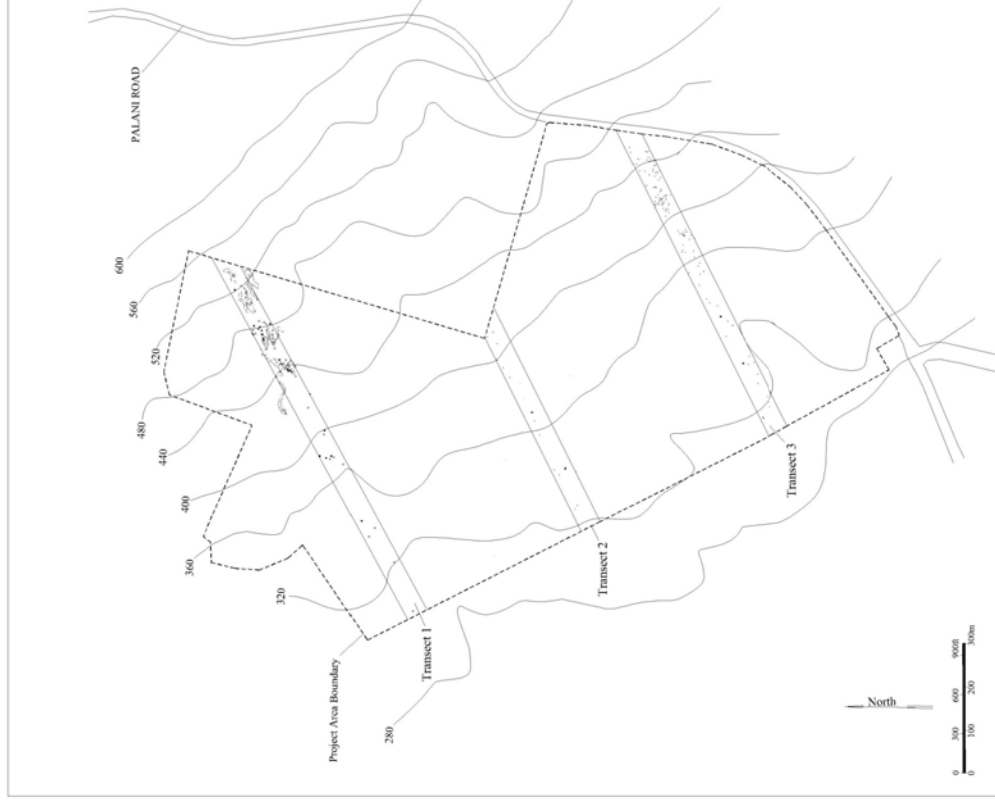 PALANI ROAD
600
560
520
480
440
400
360
320
280
Project Area Boundary
Transect 1
Transect 2
Transect 3
North
0 300 600 900ft
0 100 200 300m